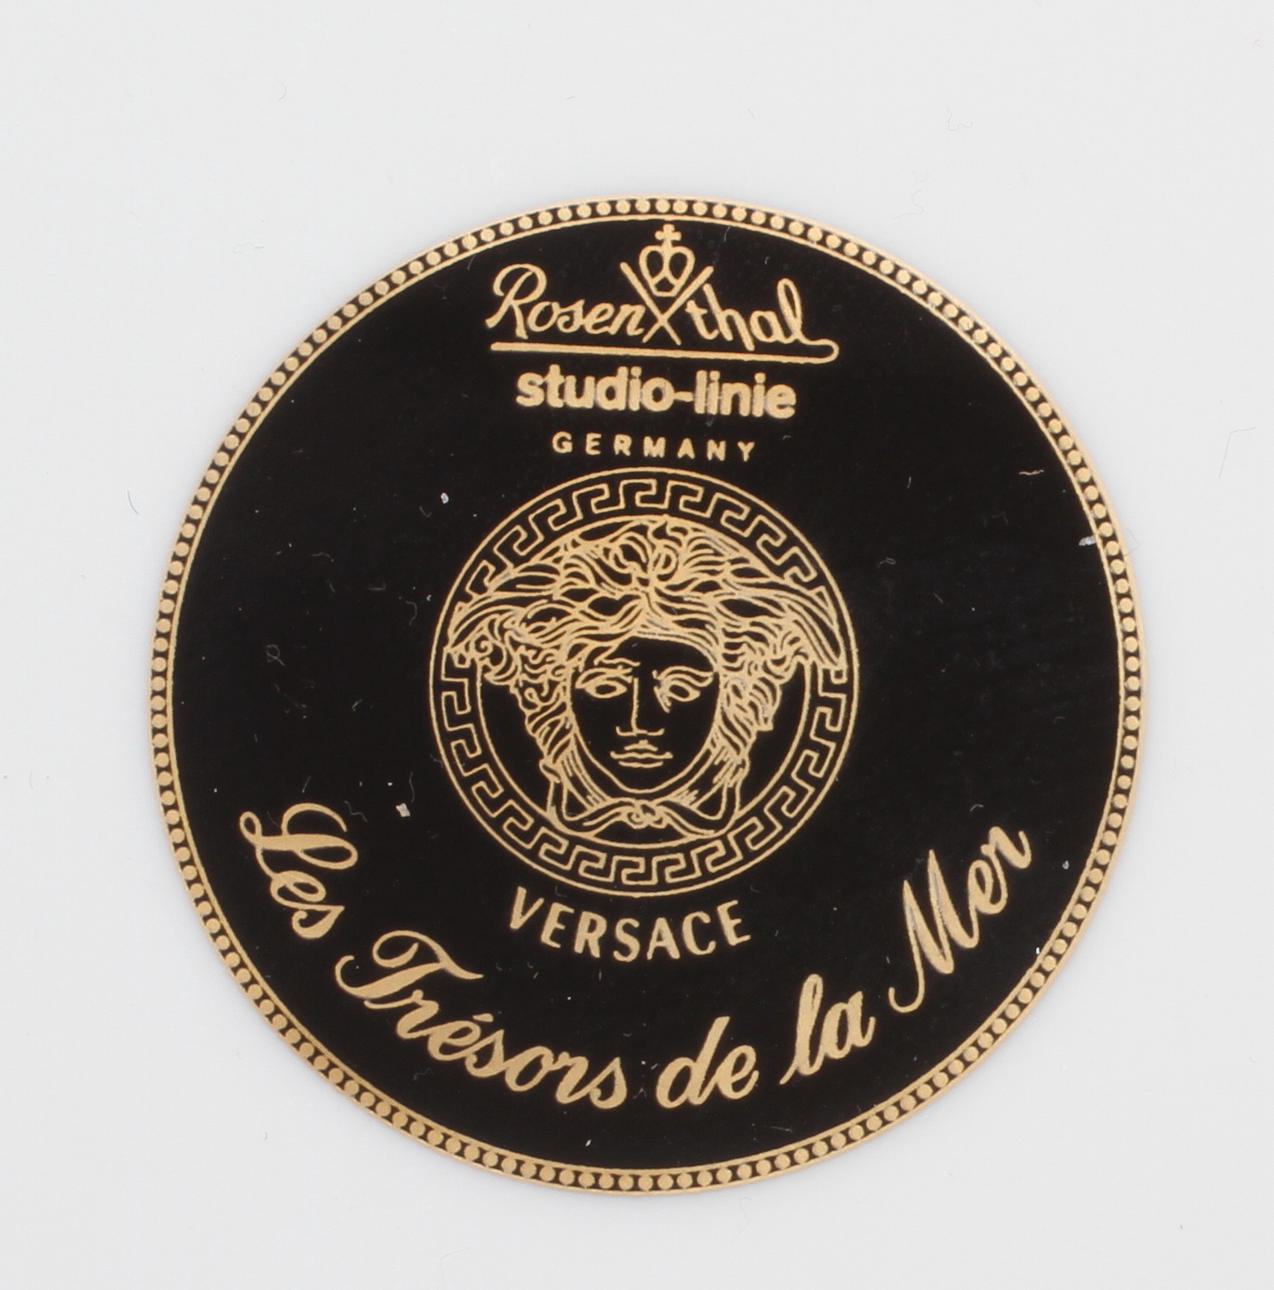 Rosenthal
studio-linie
GERMANY
VERSACE
Les Trésors de la Mer